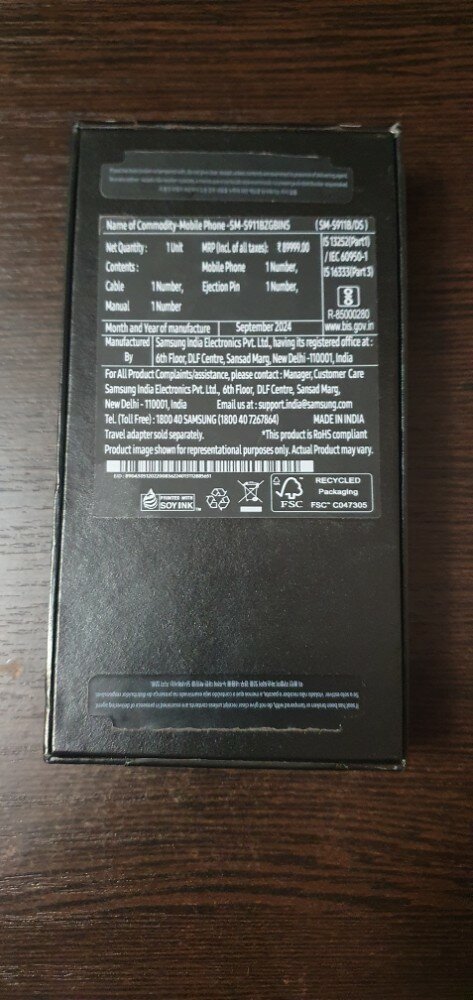 Name of Commodity-Mobile Phone -SM-S911BZGBINS (SM-S911B/DS)
Net Quantity : 1 Unit MRP (Incl. of all taxes): ₹ 89999.00
Contents : Mobile Phone 1 Number,
Cable 1 Number, Ejection Pin 1 Number,
Manual 1 Number
IS 13252(Part1)
/ IEC 60950-1
IS 16333(Part 3)
R-85000280
www.bis.gov.in
Month and Year of manufacture September 2024
Manufactured By
Samsung India Electronics Pvt. Ltd., having its registered office at :
6th Floor, DLF Centre, Sansad Marg, New Delhi -110001, India
For All Product Complaints/assistance, please contact : Manager, Customer Care
Samsung India Electronics Pvt. Ltd., 6th Floor, DLF Centre, Sansad Marg,
New Delhi - 110001, India Email us at : support.india@samsung.com
Tel. (Toll Free) : 1800 40 SAMSUNG (1800 40 7267864) MADE IN INDIA
Travel adapter sold separately. *This product is RoHS compliant
Product image shown for representational purposes only. Actual Product may vary.
PRINTED WITH
SOY INK™
FSC
RECYCLED
Packaging
FSC™ C047305